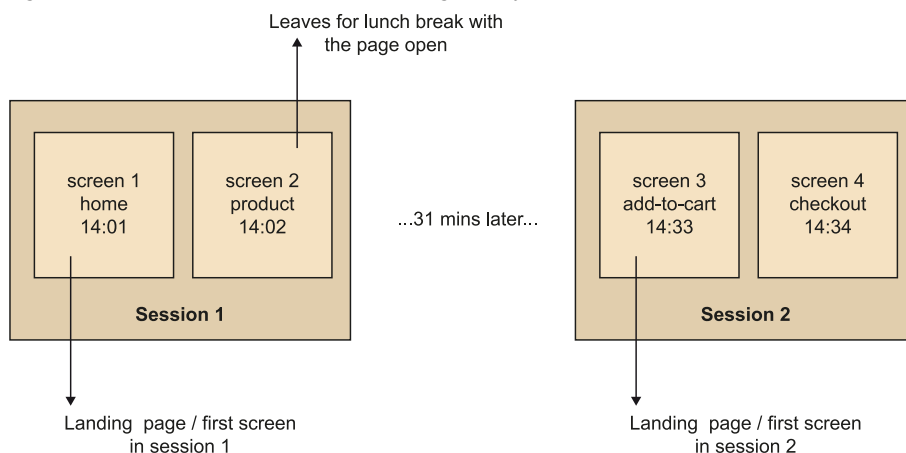 Leaves for lunch break with
the page open
screen 1
home
14:01
screen 2
product
14:02
Session 1
...31 mins later...
screen 3
add-to-cart
14:33
screen 4
checkout
14:34
Session 2
Landing page / first screen
in session 1
Landing page / first screen
in session 2